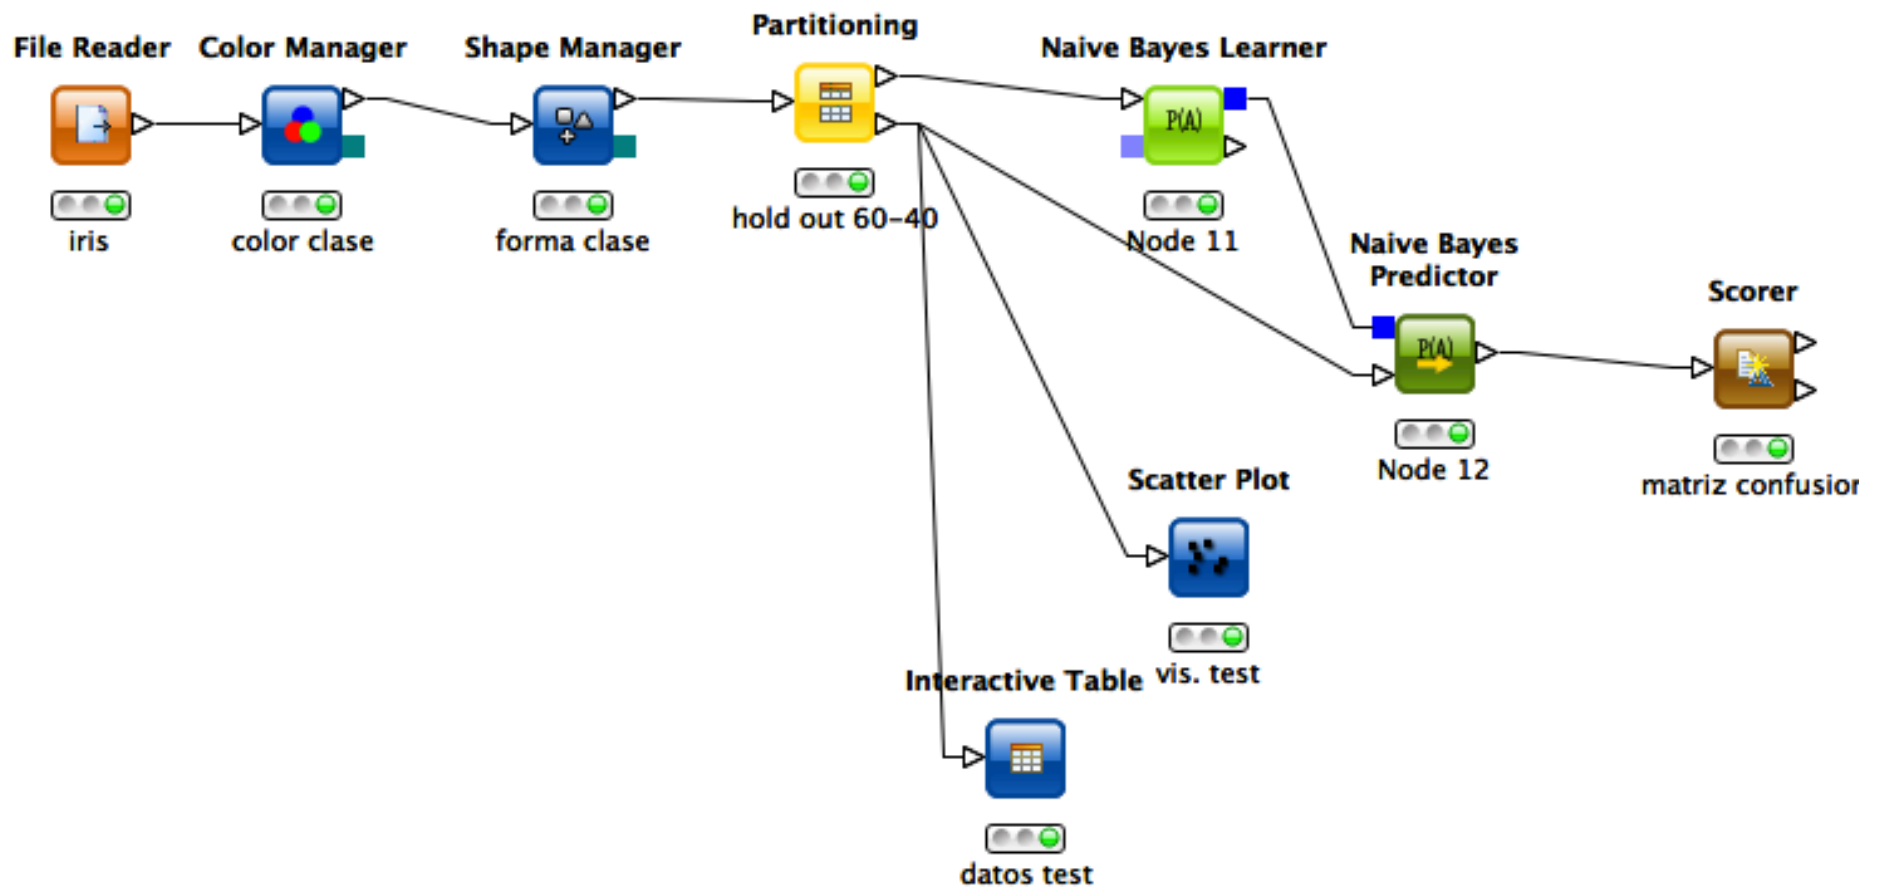 File Reader
Color Manager
Shape Manager
Partitioning
Naive Bayes Learner
P(A)
iris
color clase
forma clase
hold out 60-40
Node 11
Naive Bayes
Predictor
P(A)
Node 12
Scorer
matriz confusion
Scatter Plot
vis. test
Interactive Table
datos test